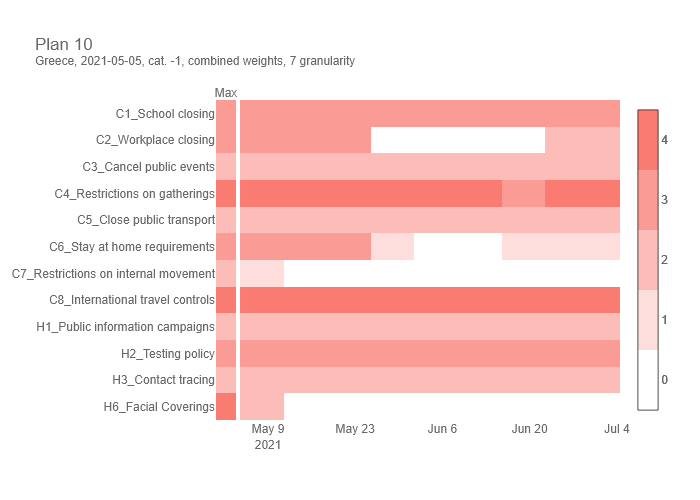 Plan 10
Greece, 2021-05-05, cat. -1, combined weights, 7 granularity
Max
C1_School closing
C2_Workplace closing
C3_Cancel public events
C4_Restrictions on gatherings
C5_Close public transport
C6_Stay at home requirements
C7_Restrictions on internal movement
C8_International travel controls
H1_Public information campaigns
H2_Testing policy
H3_Contact tracing
H6_Facial Coverings
May 9
2021
May 23
Jun 6
Jun 20
Jul 4
4
3
2
1
0